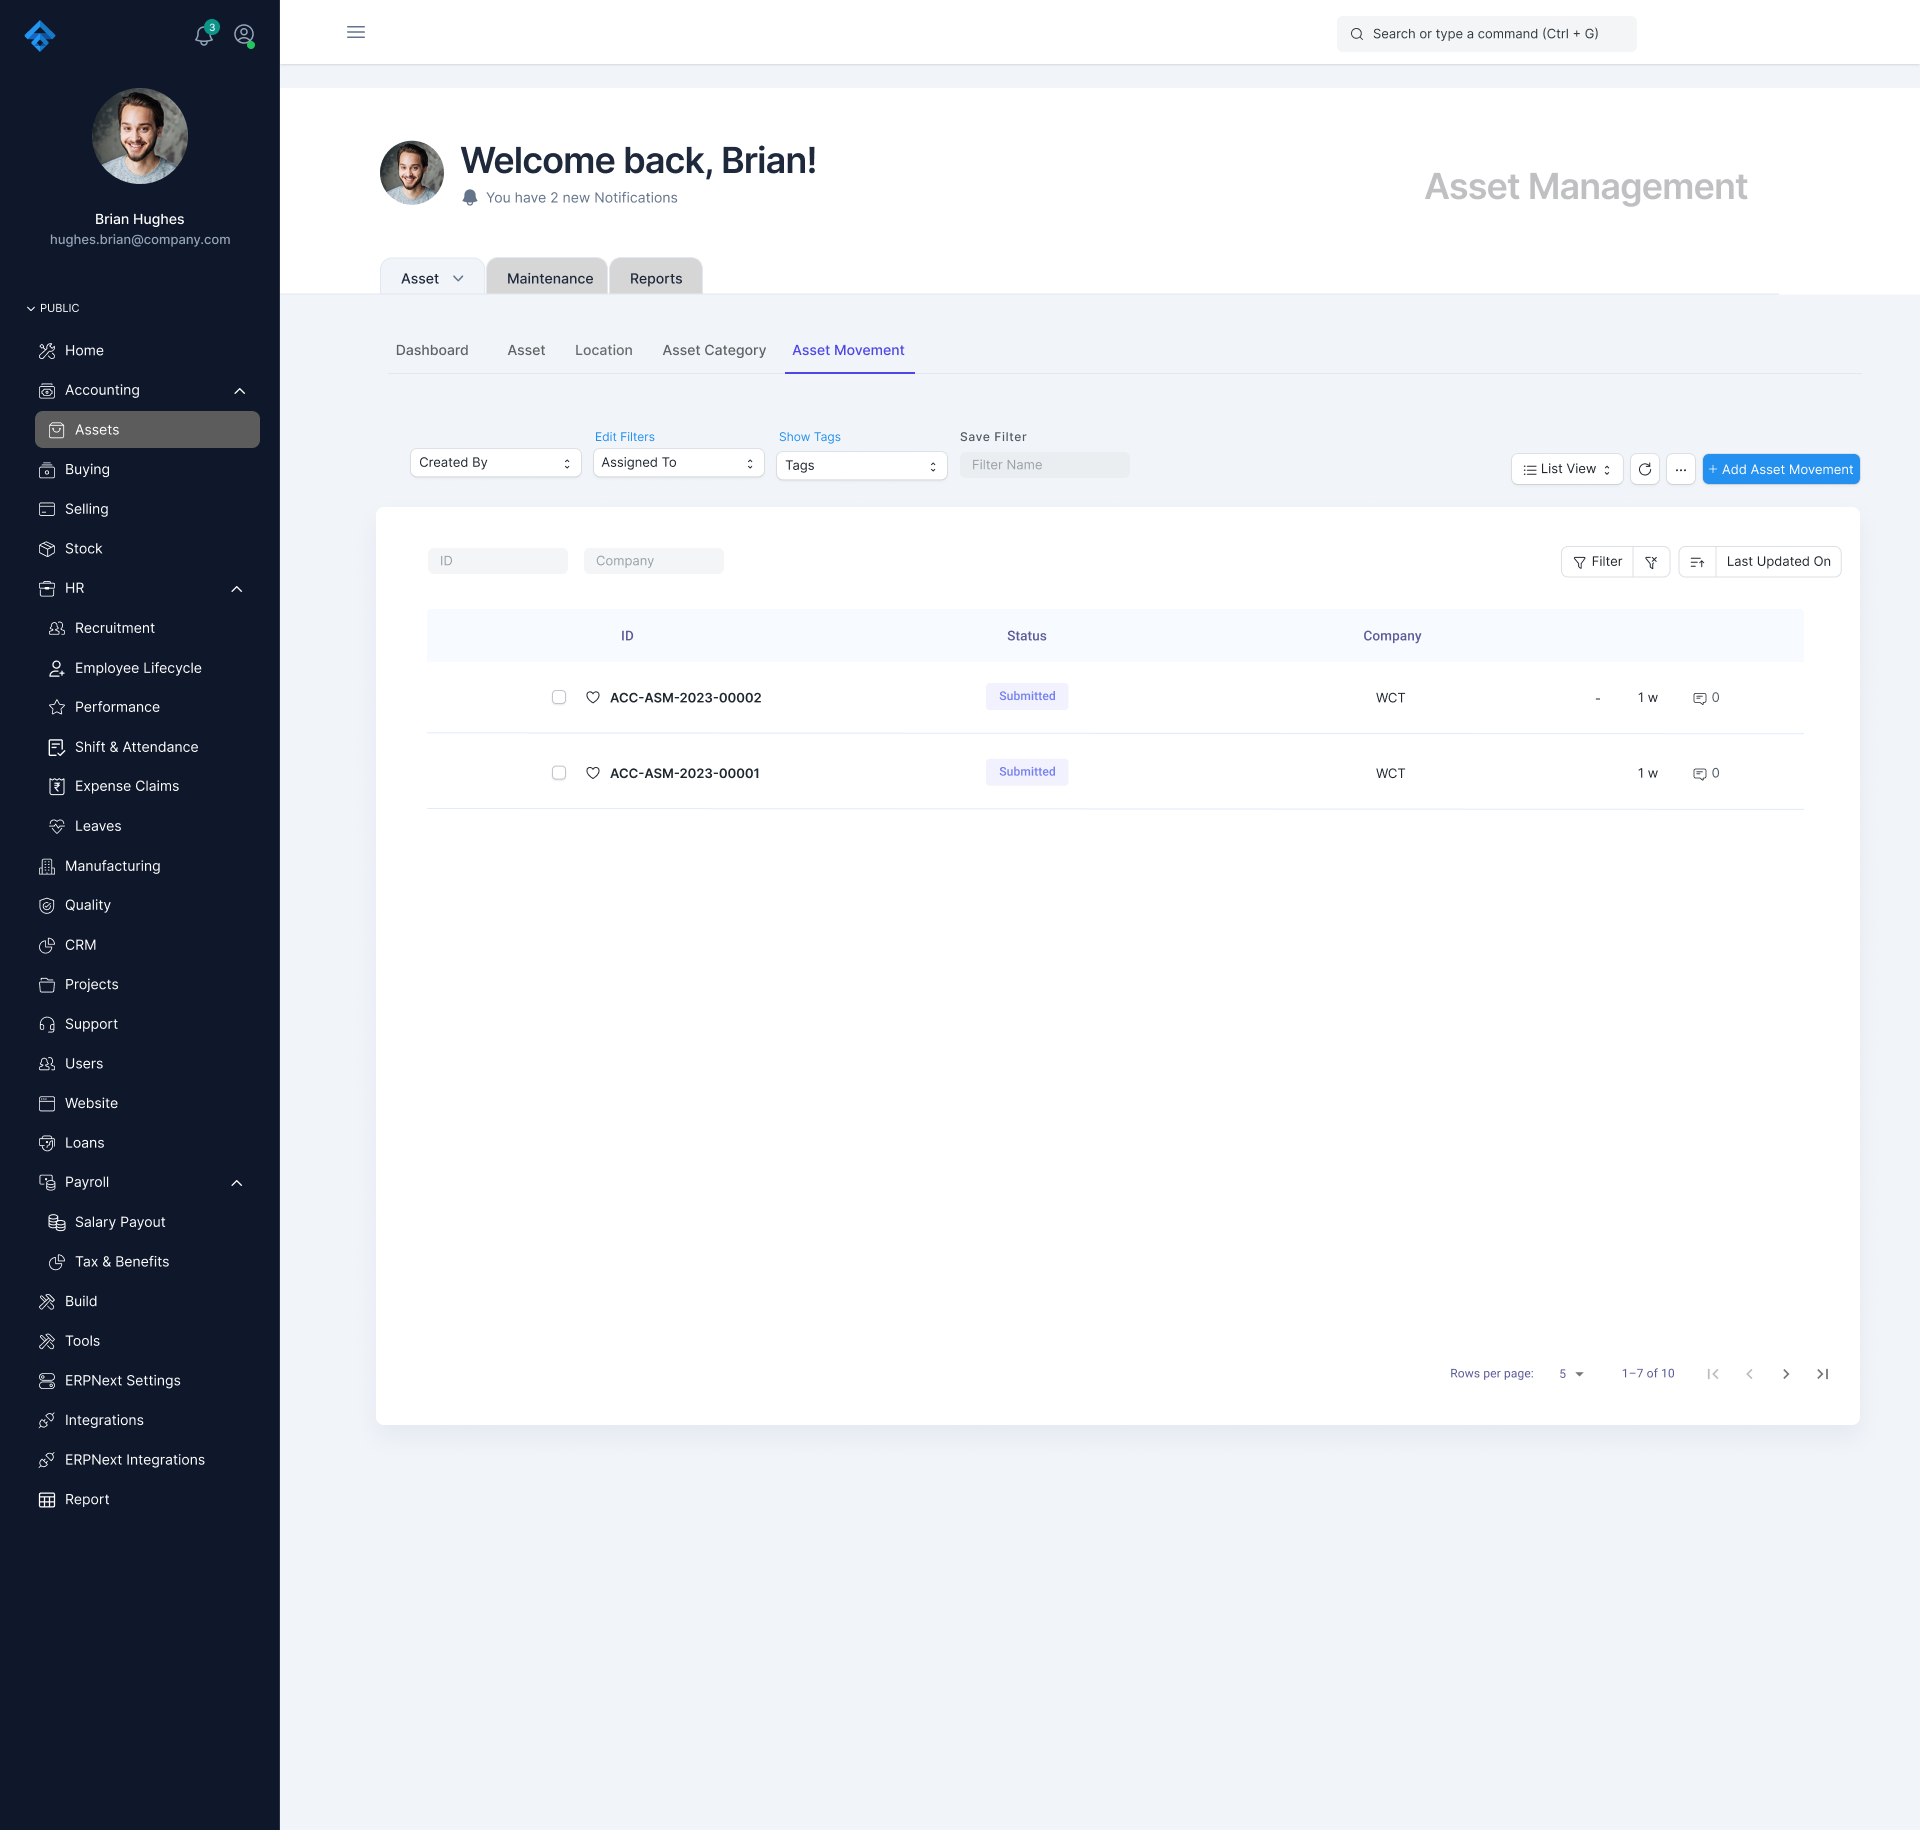 3
Brian Hughes
hughes.brian@company.com
PUBLIC
Home
Accounting
Assets
Buying
Selling
Stock
HR
Recruitment
Employee Lifecycle
Performance
Shift & Attendance
Expense Claims
Leaves
Manufacturing
Quality
CRM
Projects
Support
Users
Website
Loans
Payroll
Salary Payout
Tax & Benefits
Build
Tools
ERPNext Settings
Integrations
ERPNext Integrations
Report
Search or type a command (Ctrl + G)
Welcome back, Brian!
You have 2 new Notifications
Asset Management
Asset Maintenance Reports
Dashboard Asset Location Asset Category Asset Movement
Edit Filters Show Tags Save Filter
Created By Assigned To Tags Filter Name
List View ... + Add Asset Movement
ID Company Filter Last Updated On
ID Status Company
ACC-ASM-2023-00002 Submitted WCT - 1 w 0
ACC-ASM-2023-00001 Submitted WCT 1 w 0
Rows per page: 5 1–7 of 10